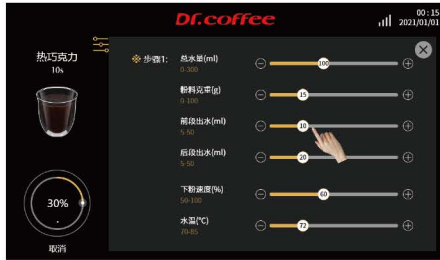 Dr.coffee
00:15
2021/01/01
热巧克力
10s
步骤1:
总水量(ml)
0-300
100
粉料克重(g)
0-100
15
前段出水(ml)
5-50
10
后段出水(ml)
5-50
20
下粉速度(%)
50-100
60
水温(°C)
70-85
72
30%
取消